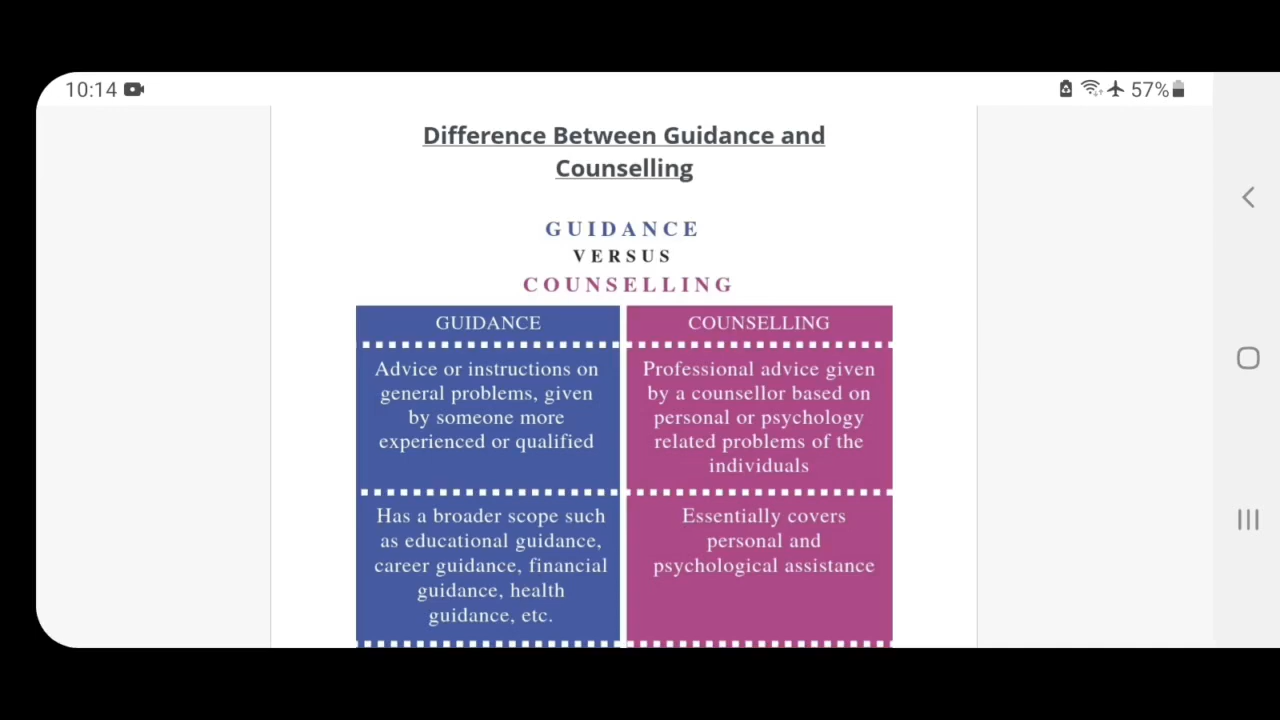 10:14
57%
Difference Between Guidance and
Counselling
GUIDANCE
VERSUS
COUNSELLING
GUIDANCE
Advice or instructions on
general problems, given
by someone more
experienced or qualified
Has a broader scope such
as educational guidance,
career guidance, financial
guidance, health
guidance, etc.
COUNSELLING
Professional advice given
by a counsellor based on
personal or psychology
related problems of the
individuals
Essentially covers
personal and
psychological assistance